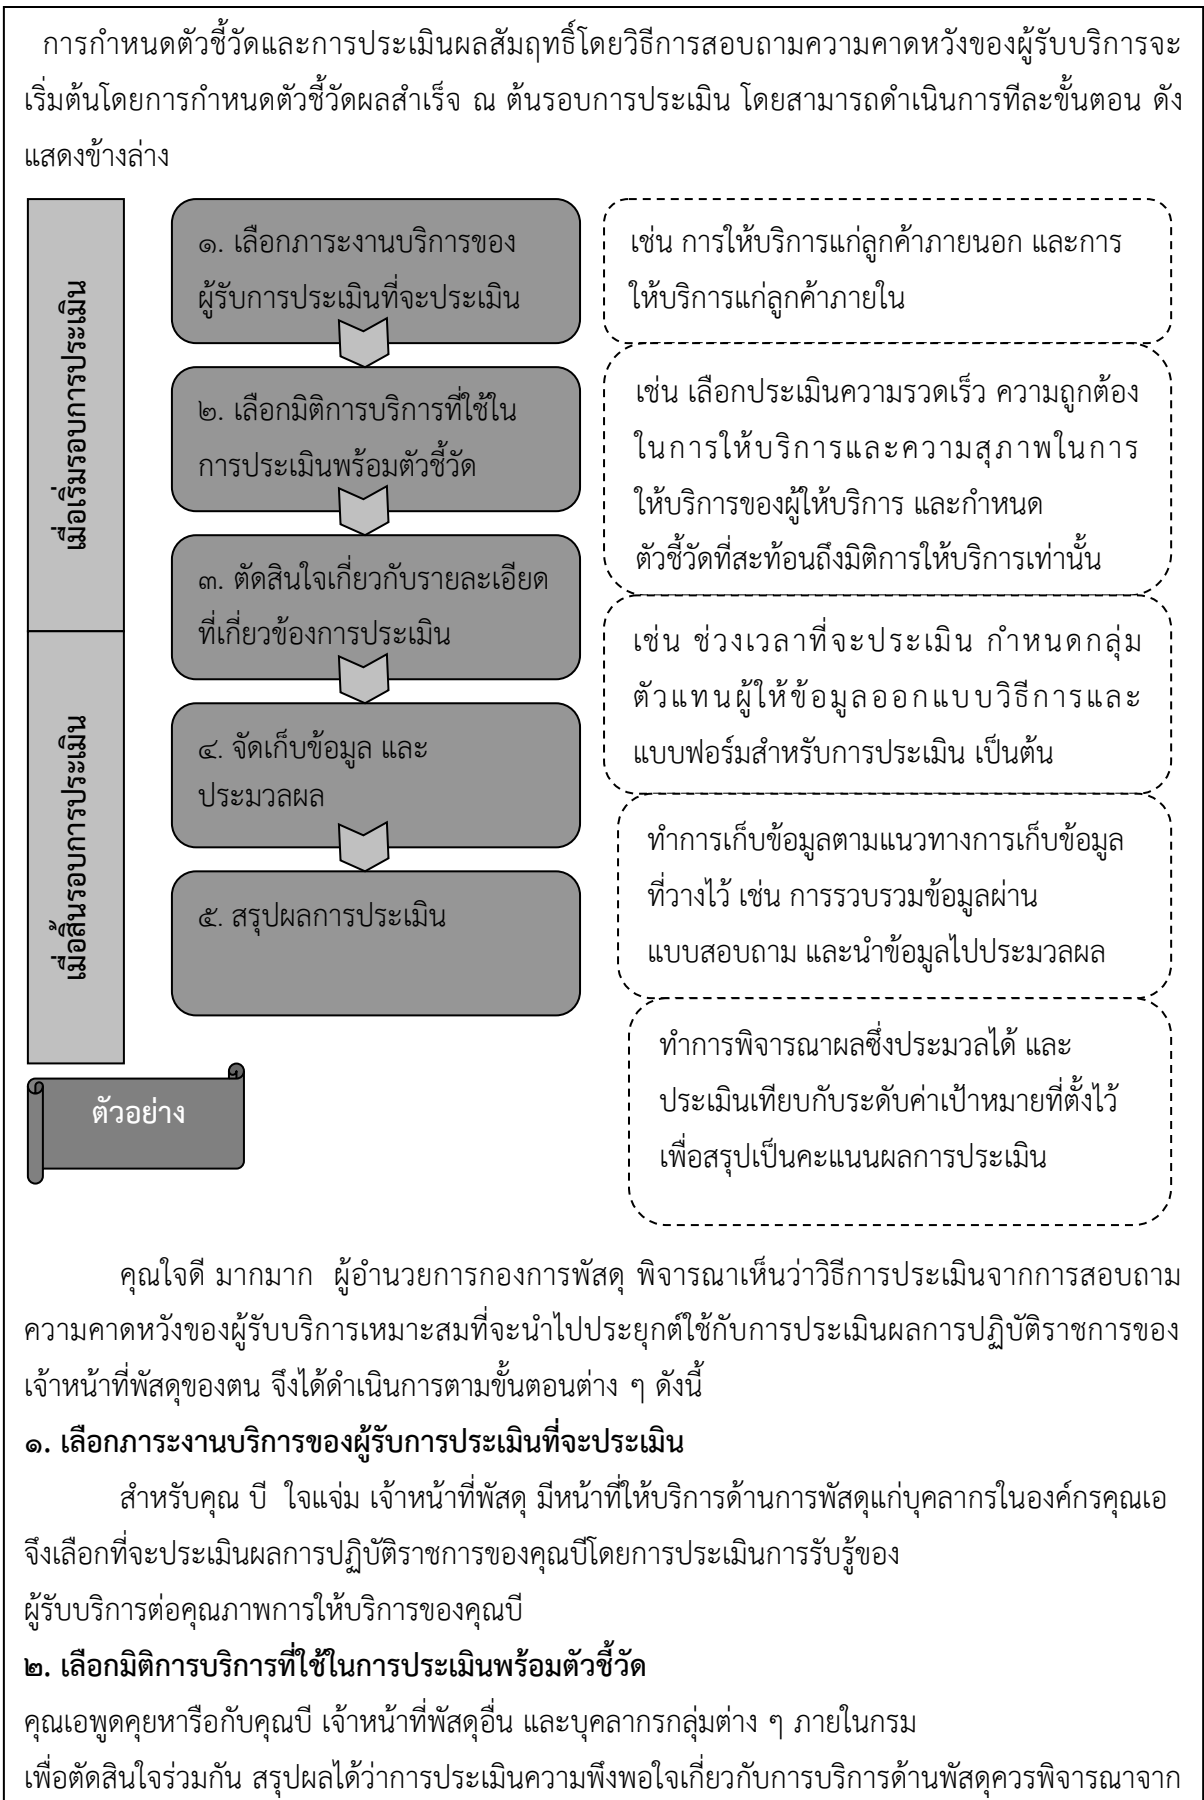 การกำหนดตัวชี้วัดและการประเมินผลสัมฤทธิ์โดยวิธีการสอบถามความคาดหวังของผู้รับบริการจะ
เริ่มต้นโดยการกำหนดตัวชี้วัดผลสำเร็จ ณ ต้นรอบการประเมิน โดยสามารถดำเนินการทีละขั้นตอน ดัง
แสดงข้างล่าง
เมื่อเริ่มรอบการประเมิน
เมื่อสิ้นรอบการประเมิน
๑. เลือกภาระงานบริการของ
ผู้รับการประเมินที่จะประเมิน
เช่น การให้บริการแก่ลูกค้าภายนอก และการ
ให้บริการแก่ลูกค้าภายใน
๒. เลือกมิติการบริการที่ใช้ใน
การประเมินพร้อมตัวชี้วัด
เช่น เลือกประเมินความรวดเร็ว ความถูกต้อง
ในการให้บริการและความสุภาพในการ
ให้บริการของผู้ให้บริการ และกำหนด
ตัวชี้วัดที่สะท้อนถึงมิติการให้บริการเท่านั้น
๓. ตัดสินใจเกี่ยวกับรายละเอียด
ที่เกี่ยวข้องการประเมิน
เช่น ช่วงเวลาที่จะประเมิน กำหนดกลุ่ม
ตัวแทนผู้ให้ข้อมูลออกแบบวิธีการและ
แบบฟอร์มสำหรับการประเมิน เป็นต้น
๔. จัดเก็บข้อมูล และ
ประมวลผล
ทำการเก็บข้อมูลตามแนวทางการเก็บข้อมูล
ที่วางไว้ เช่น การรวบรวมข้อมูลผ่าน
แบบสอบถาม และนำข้อมูลไปประมวลผล
๕. สรุปผลการประเมิน
ทำการพิจารณาผลซึ่งประมวลได้ และ
ประเมินเทียบกับระดับค่าเป้าหมายที่ตั้งไว้
เพื่อสรุปเป็นคะแนนผลการประเมิน
ตัวอย่าง
คุณใจดี มากมาก ผู้อำนวยการกองการพัสดุ พิจารณาเห็นว่าวิธีการประเมินจากการสอบถาม
ความคาดหวังของผู้รับบริการเหมาะสมที่จะนำไปประยุกต์ใช้กับการประเมินผลการปฏิบัติราชการของ
เจ้าหน้าที่พัสดุของตน จึงได้ดำเนินการตามขั้นตอนต่าง ๆ ดังนี้
๑. เลือกภาระงานบริการของผู้รับการประเมินที่จะประเมิน
สำหรับคุณ บี ใจแจ่ม เจ้าหน้าที่พัสดุ มีหน้าที่ให้บริการด้านการพัสดุแก่บุคลากรในองค์กรคุณเอ
จึงเลือกที่จะประเมินผลการปฏิบัติราชการของคุณบีโดยการประเมินการรับรู้ของ
ผู้รับบริการต่อคุณภาพการให้บริการของคุณบี
๒. เลือกมิติการบริการที่ใช้ในการประเมินพร้อมตัวชี้วัด
คุณเอพูดคุยหารือกับคุณบี เจ้าหน้าที่พัสดุอื่น และบุคลากรกลุ่มต่าง ๆ ภายในกรม
เพื่อตัดสินใจร่วมกัน สรุปผลได้ว่าการประเมินความพึงพอใจเกี่ยวกับการบริการด้านพัสดุควรพิจารณาจาก